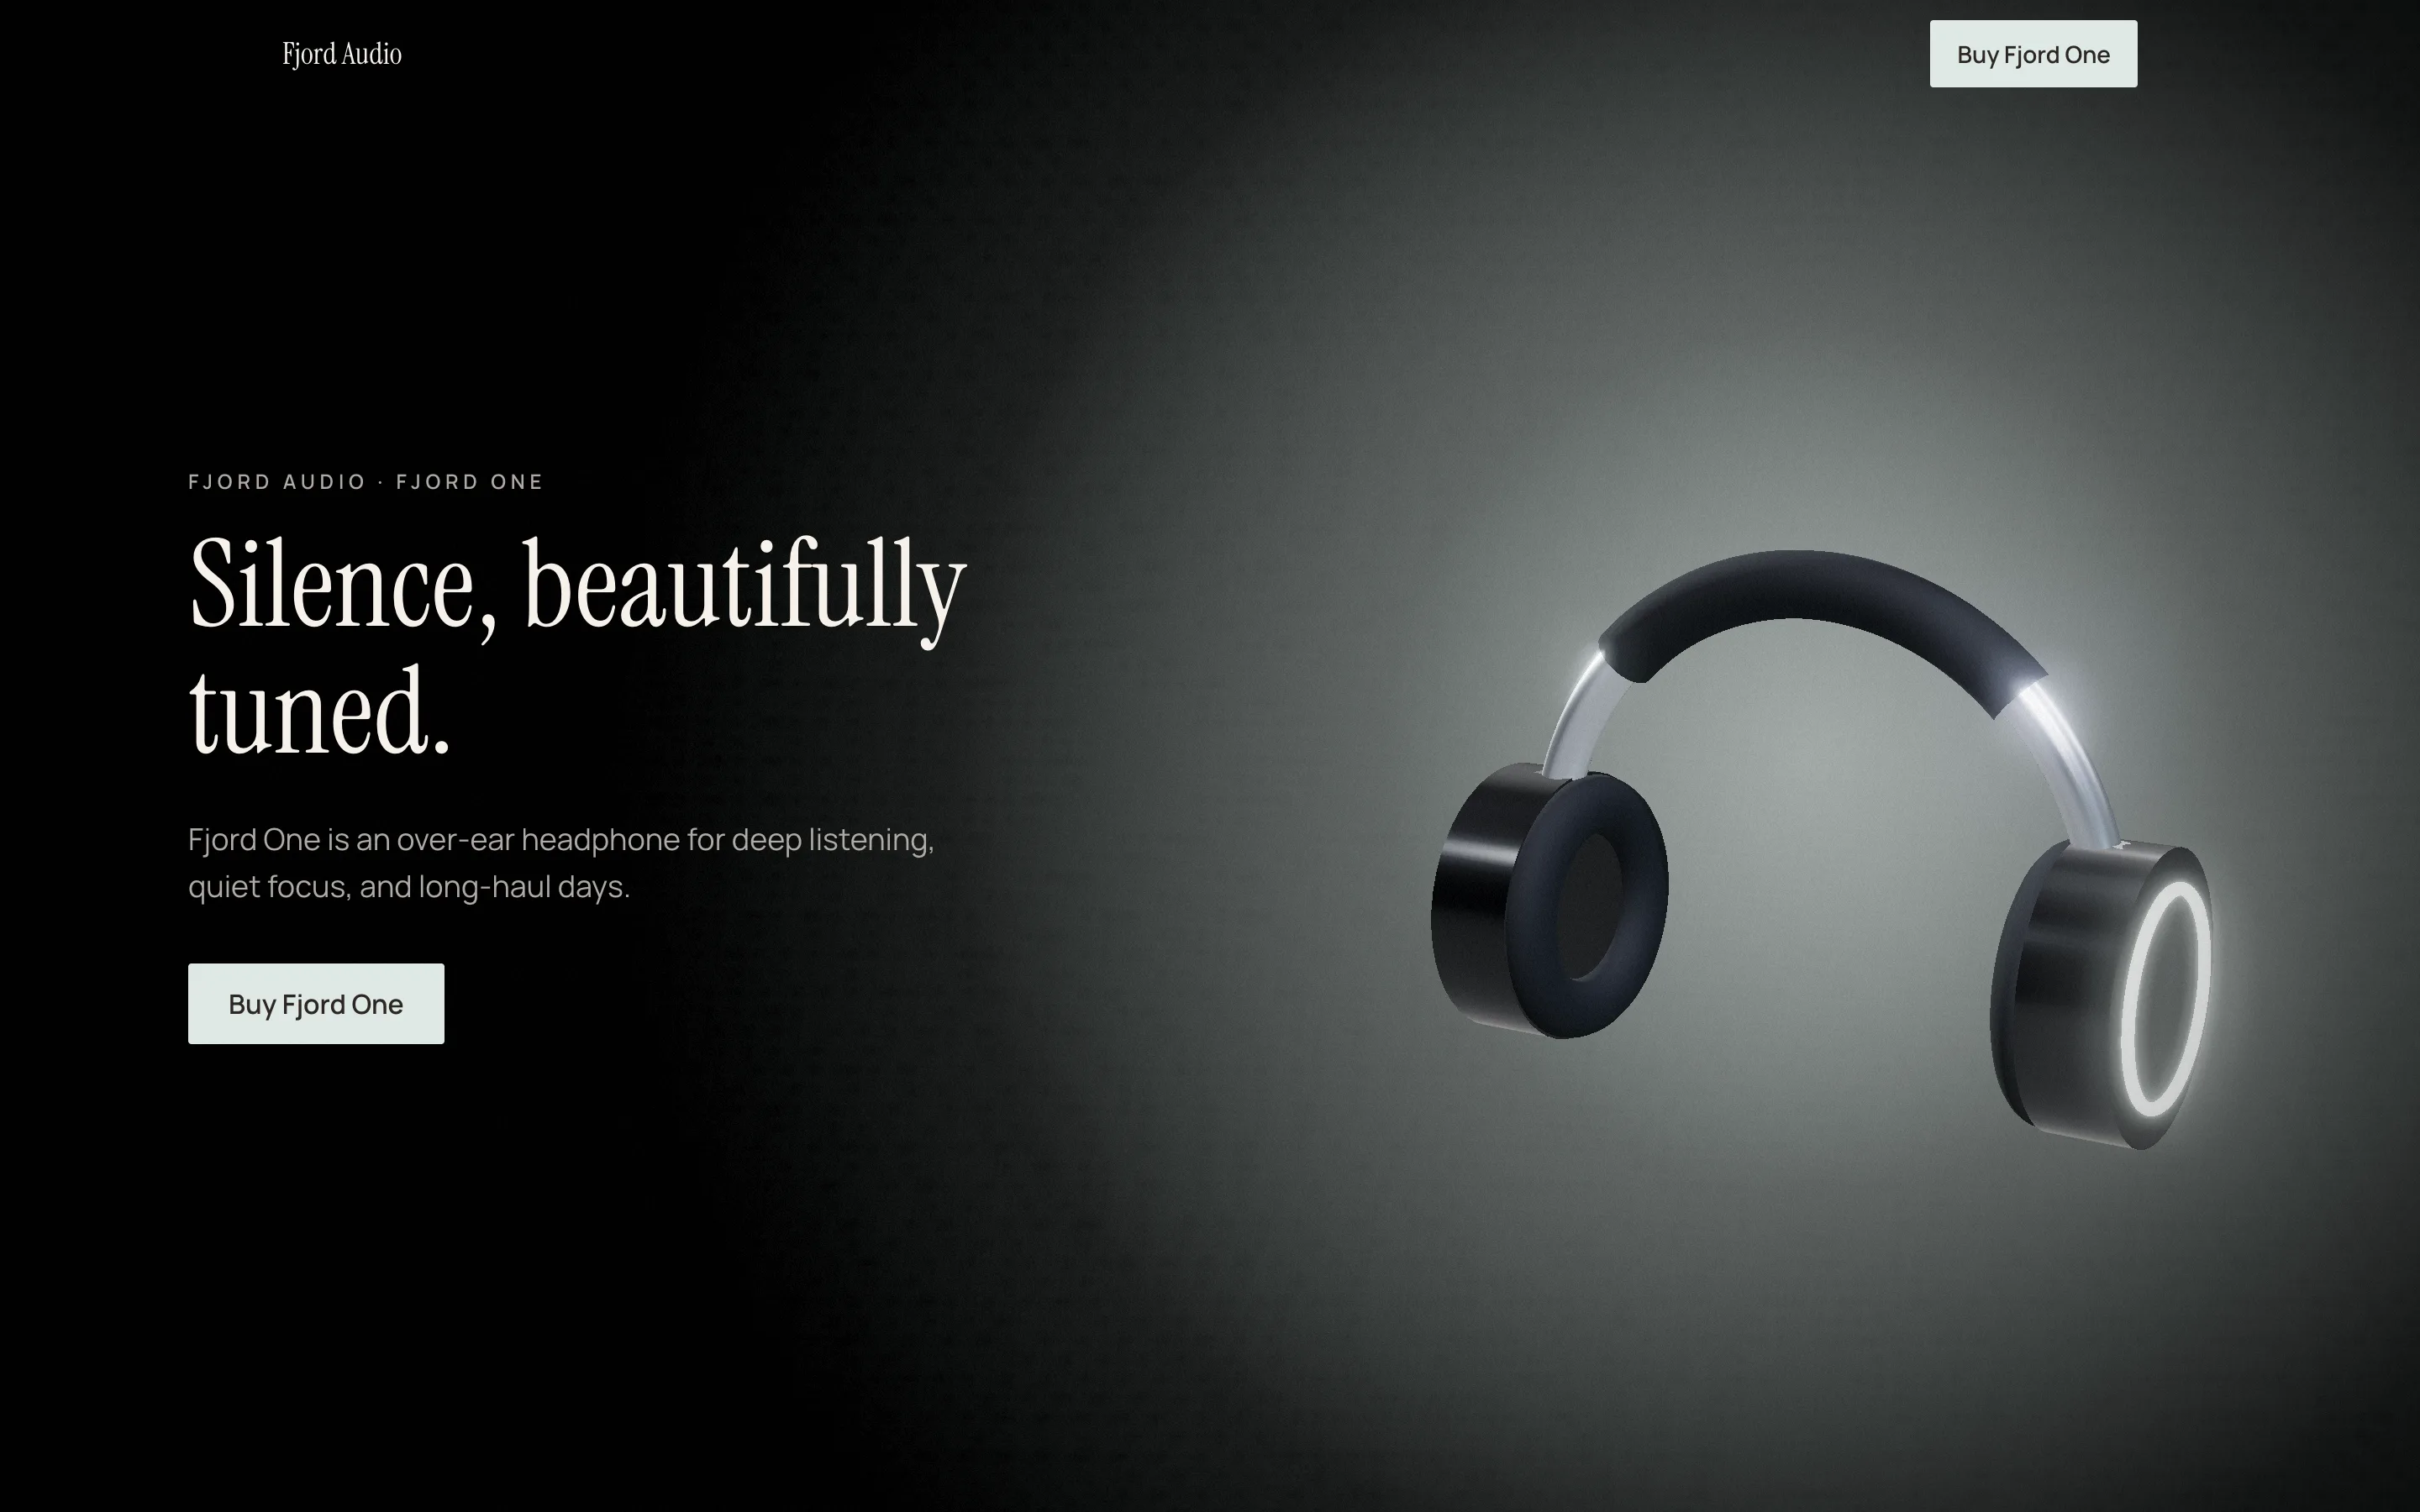 Fjord Audio
Buy Fjord One
FJORD AUDIO · FJORD ONE
Silence, beautifully
tuned.
Fjord One is an over-ear headphone for deep listening,
quiet focus, and long-haul days.
Buy Fjord One